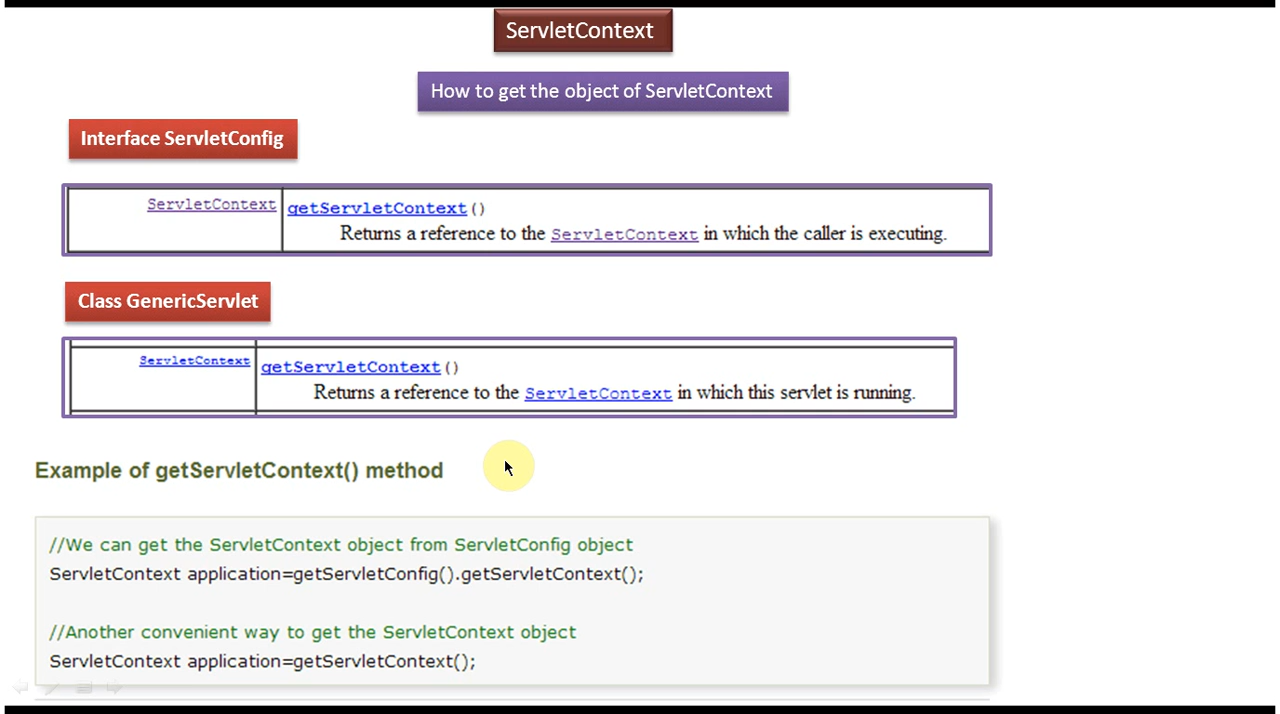 ServletContext
How to get the object of ServletContext
Interface ServletConfig
ServletContext getServletContext()
Returns a reference to the ServletContext in which the caller is executing.
Class GenericServlet
ServletContext getServletContext()
Returns a reference to the ServletContext in which this servlet is running.
Example of getServletContext() method
//We can get the ServletContext object from ServletConfig object
ServletContext application=getServletConfig().getServletContext();
//Another convenient way to get the ServletContext object
ServletContext application=getServletContext();